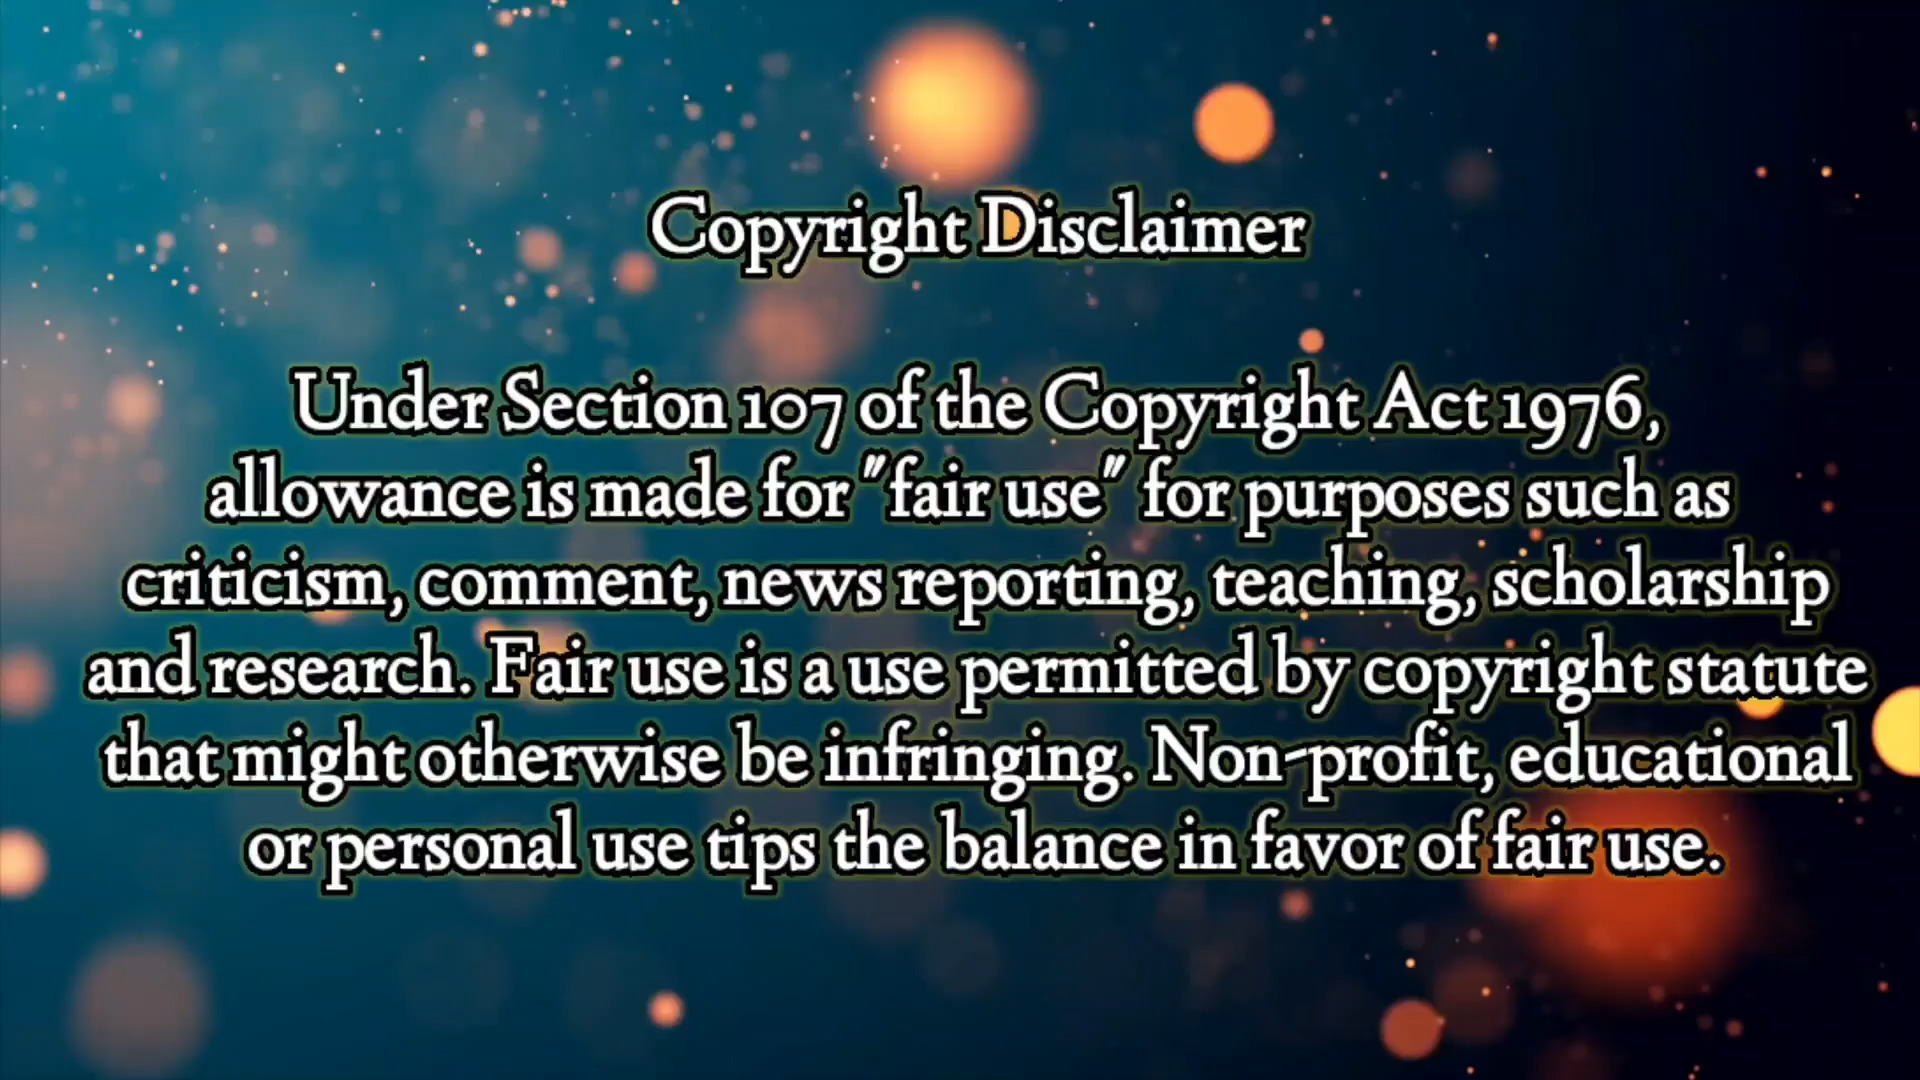 Copyright Disclaimer
Under Section 107 of the Copyright Act 1976,
allowance is made for "fair use" for purposes such as
criticism, comment, news reporting, teaching, scholarship
and research. Fair use is a use permitted by copyright statute
that might otherwise be infringing. Non-profit, educational
or personal use tips the balance in favor of fair use.